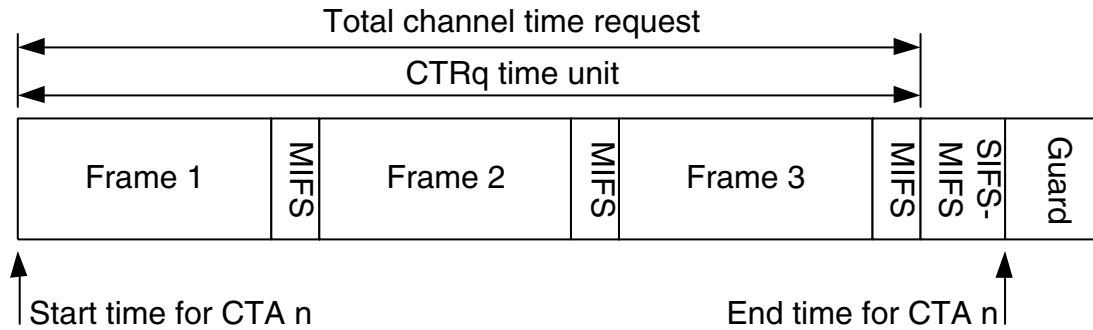 Total channel time request
CTRq time unit
Frame 1
MIFS
Frame 2
MIFS
Frame 3
MIFS
SIFS-
MIFS
Guard
Start time for CTA n
End time for CTA n